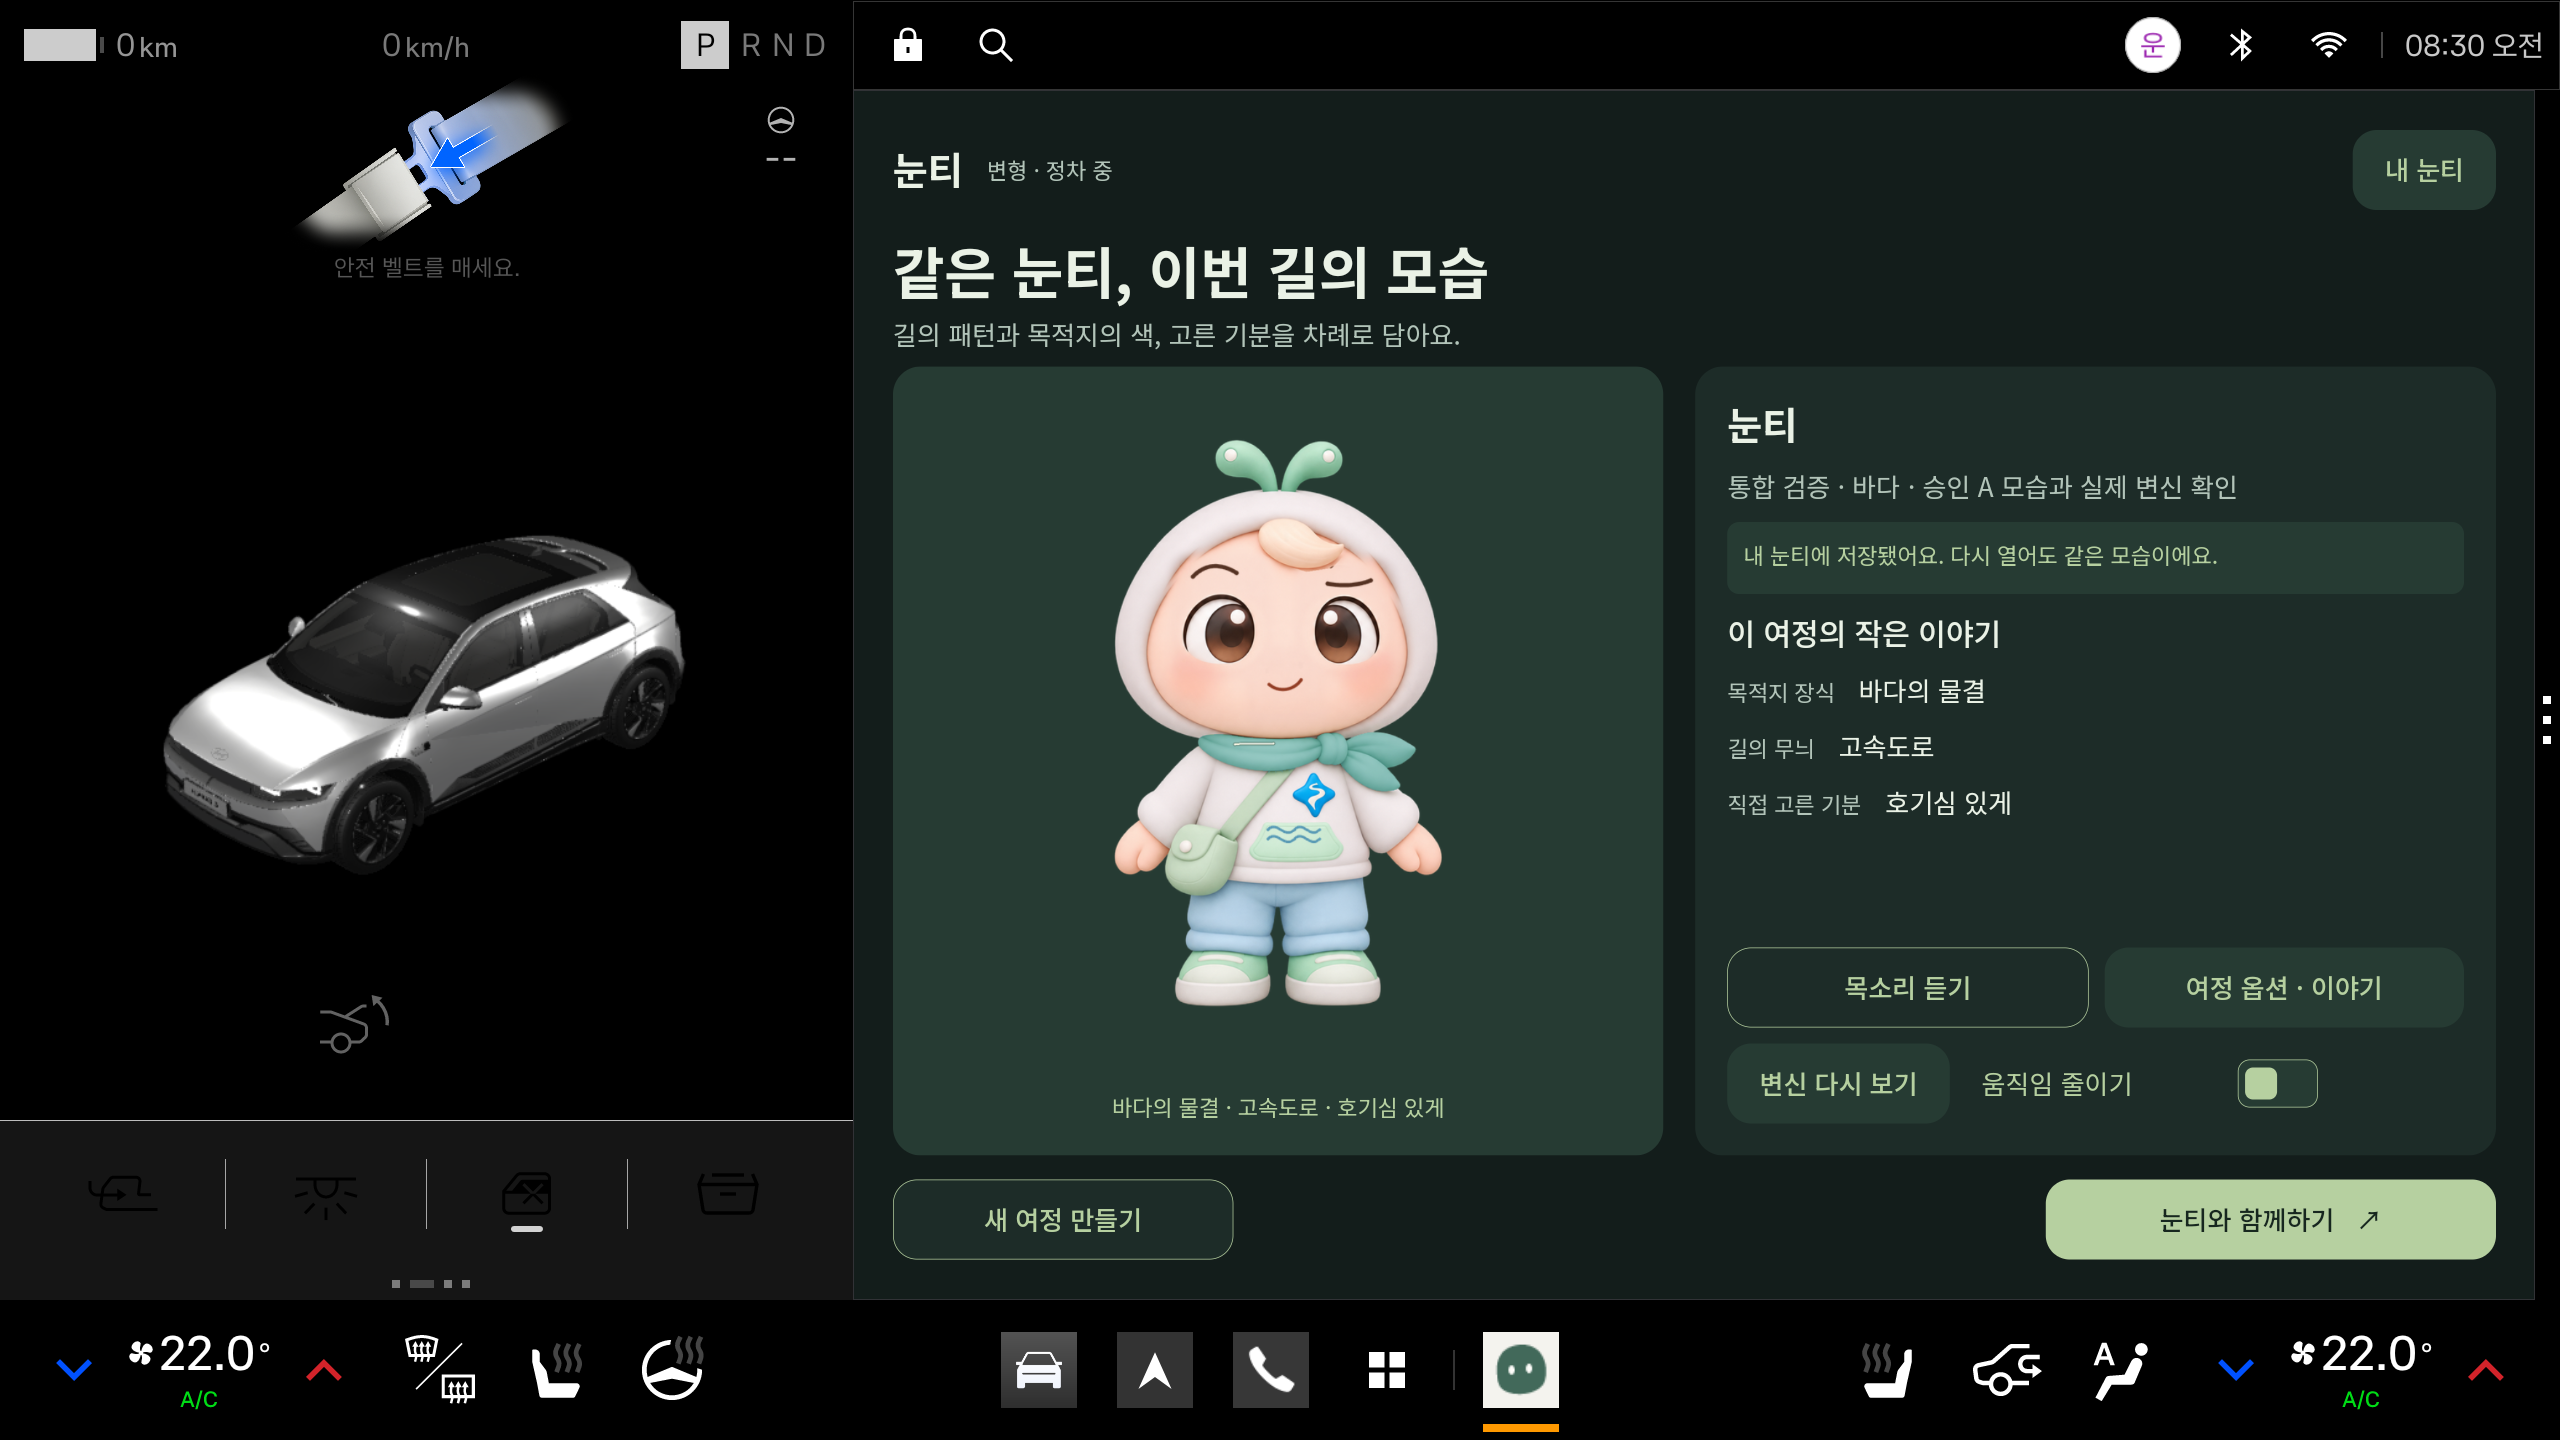 0 km
0 km/h
P R N D
운
08:30 오전
--
안전 벨트를 매세요.
눈티
변형 · 정차 중
내 눈티
같은 눈티, 이번 길의 모습
길의 패턴과 목적지의 색, 고른 기분을 차례로 담아요.
바다의 물결 · 고속도로 · 호기심 있게
눈티
통합 검증 · 바다 · 승인 A 모습과 실제 변신 확인
내 눈티에 저장됐어요. 다시 열어도 같은 모습이에요.
이 여정의 작은 이야기
목적지 장식 바다의 물결
길의 무늬 고속도로
직접 고른 기분 호기심 있게
목소리 듣기
여정 옵션 · 이야기
변신 다시 보기
움직임 줄이기
새 여정 만들기
눈티와 함께하기 ↗
22.0°
A/C
A
22.0°
A/C